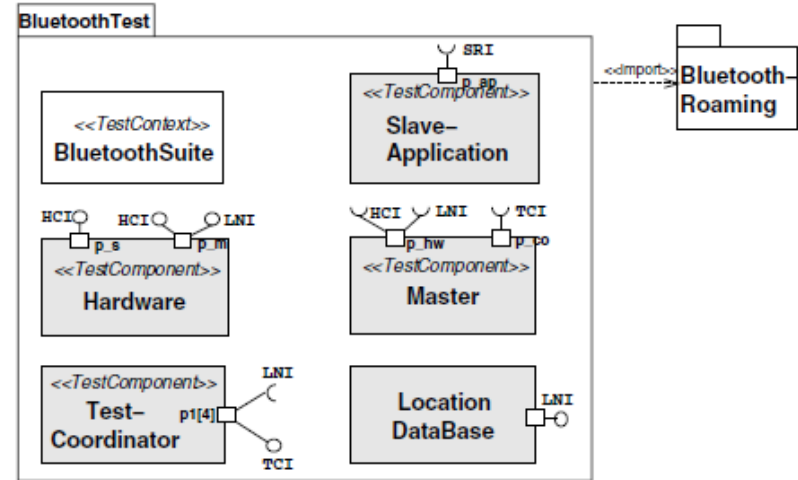 BluetoothTest
SRI
p_ap
<<TestComponent>>
Slave-
Application
<<import>>
Bluetooth-
Roaming
<<TestContext>>
BluetoothSuite
HCI
HCI
LNI
p_s
p_m
<<TestComponent>>
Hardware
HCI
LNI
TCI
p_hw
p_co
<<TestComponent>>
Master
<<TestComponent>>
Test-
Coordinator
p1[4]
LNI
TCI
Location
DataBase
LNI